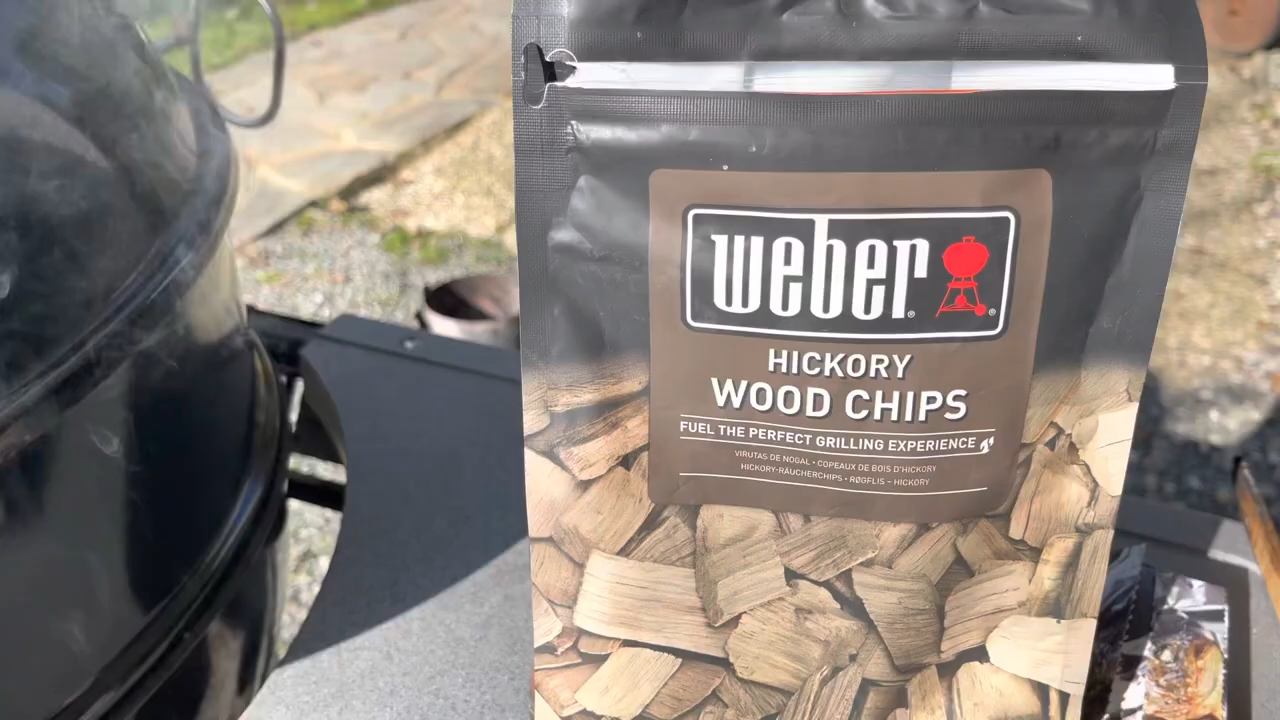 weber
HICKORY
WOOD CHIPS
FUEL THE PERFECT GRILLING EXPERIENCE
VIRUTAS DE NOGAL • COPEAUX DE BOIS D'HICKORY
HICKORY-RÄUCHERCHIPS • RØGFLIS – HICKORY